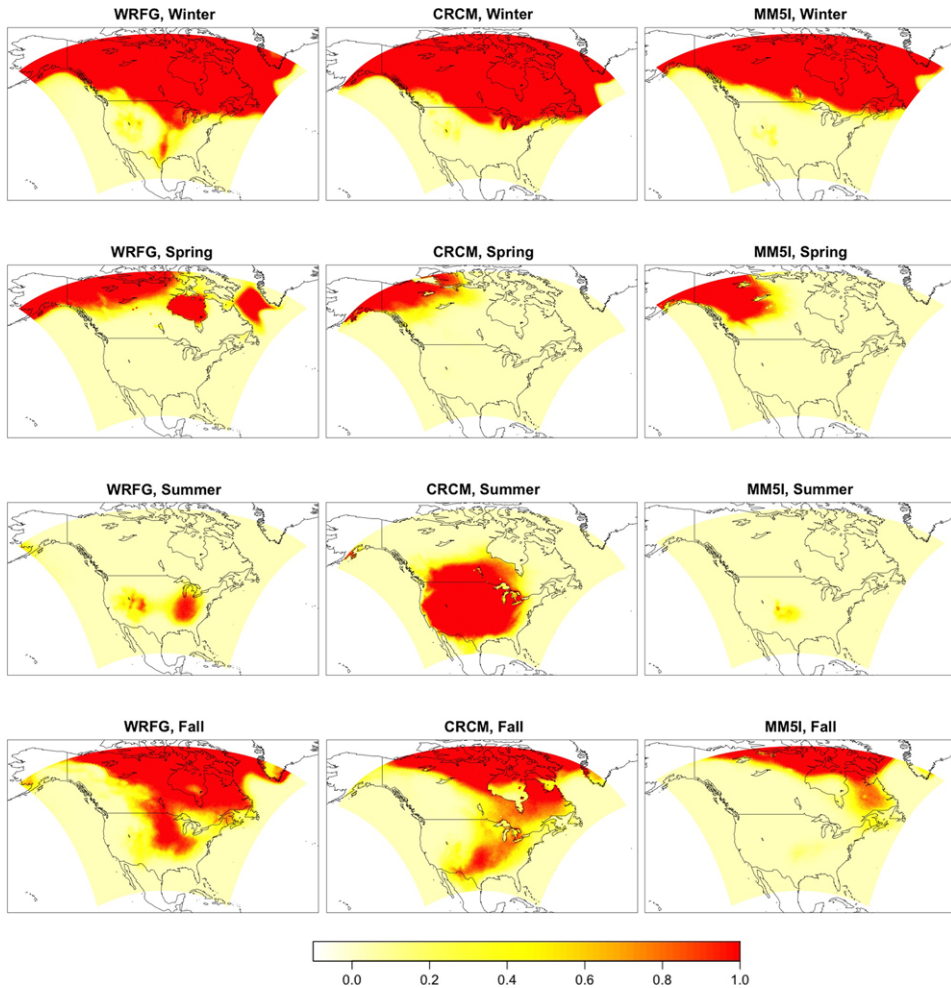 WRFG, Winter
CRCM, Winter
MM5I, Winter
WRFG, Spring
CRCM, Spring
MM5I, Spring
WRFG, Summer
CRCM, Summer
MM5I, Summer
WRFG, Fall
CRCM, Fall
MM5I, Fall
0.0 0.2 0.4 0.6 0.8 1.0